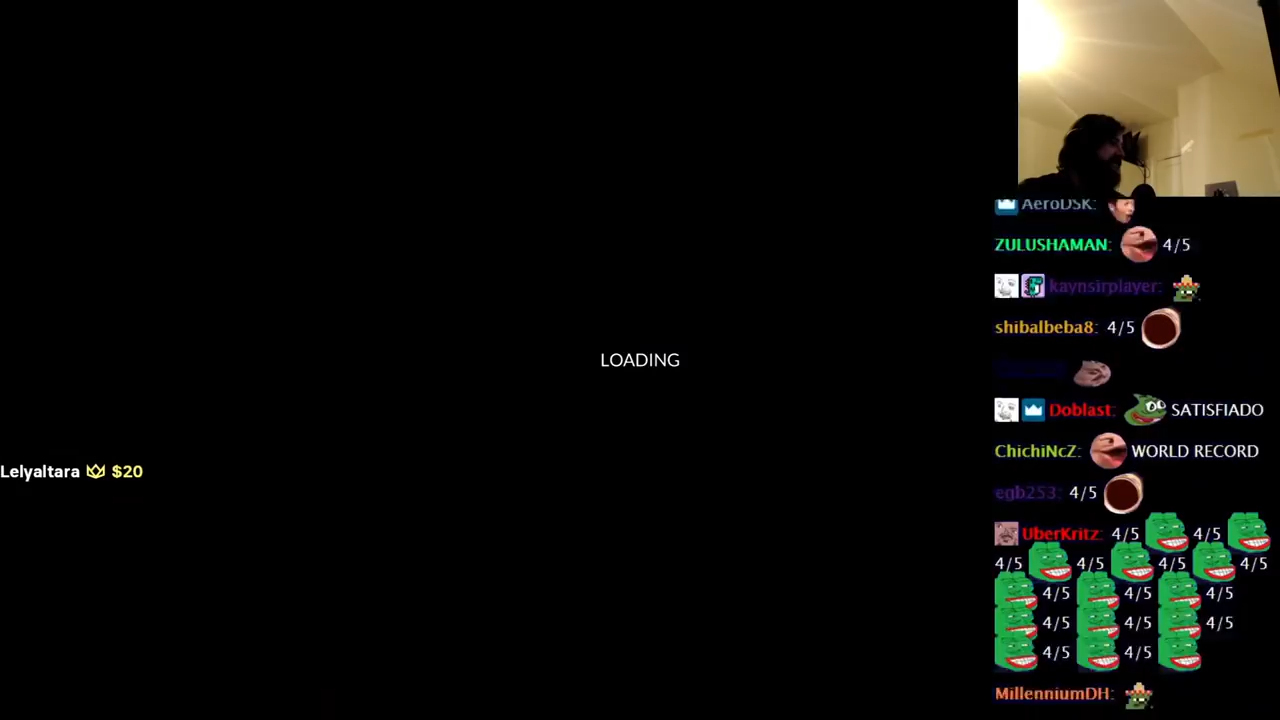 AeroDSK:
ZULUSHAMAN: 4/5
kaynsirplayer:
shibalbeba8: 4/5
LOADING
Doblast: SATISFIADO
ChichiNcZ: WORLD RECORD
Lelyaltara $20
egb253: 4/5
UberKritz: 4/5 4/5
4/5 4/5 4/5 4/5
4/5 4/5 4/5
4/5 4/5 4/5
4/5 4/5
MillenniumDH: